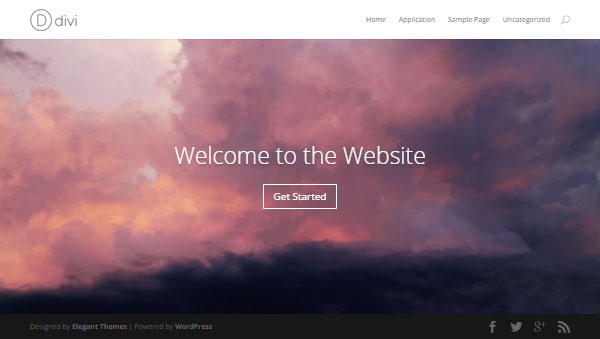 D divi
Home Application Sample Page Uncategorized
Welcome to the Website
Get Started
Designed by Elegant Themes | Powered by WordPress
f g+